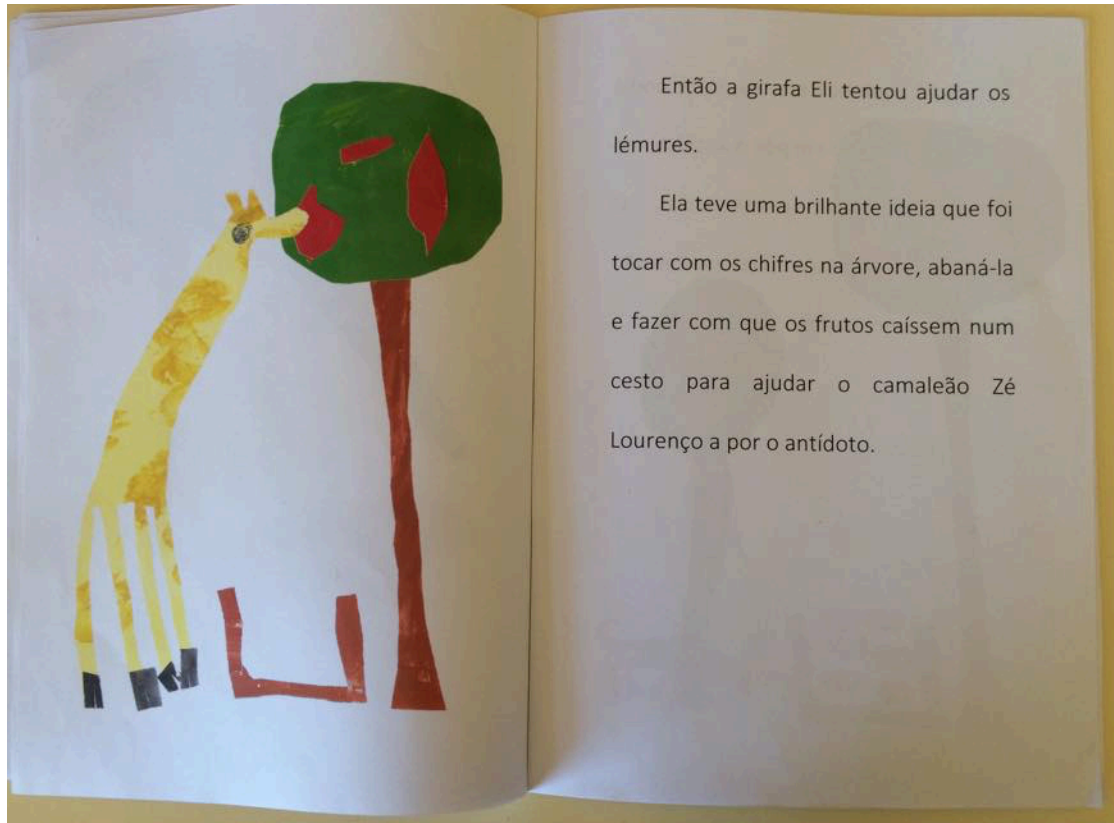 Então a girafa Eli tentou ajudar os
lémures.
Ela teve uma brilhante ideia que foi
tocar com os chifres na árvore, abaná-la
e fazer com que os frutos caíssem num
cesto para ajudar o camaleão Zé
Lourenço a por o antídoto.